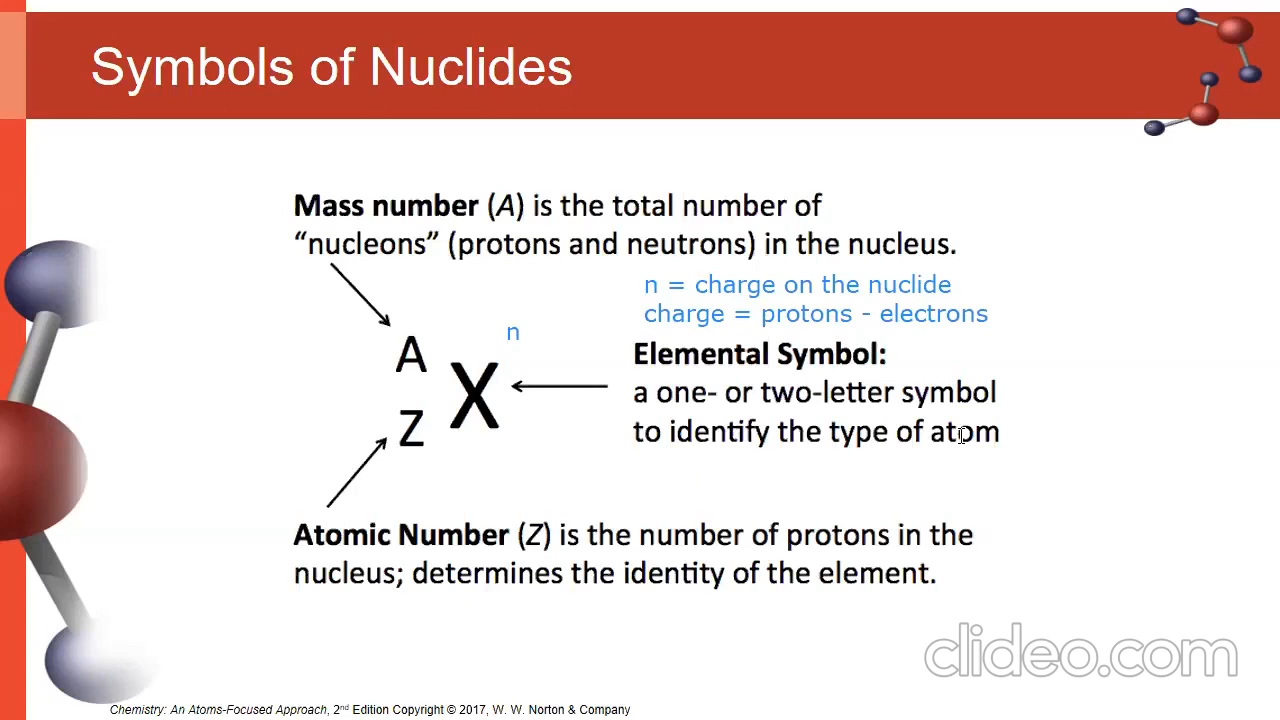 Symbols of Nuclides
Mass number (A) is the total number of
“nucleons” (protons and neutrons) in the nucleus.
n = charge on the nuclide
charge = protons - electrons
n
A
X
Z
Elemental Symbol:
a one- or two-letter symbol
to identify the type of atom
Atomic Number (Z) is the number of protons in the
nucleus; determines the identity of the element.
clideo.com
Chemistry: An Atoms-Focused Approach, 2nd Edition Copyright © 2017, W. W. Norton & Company